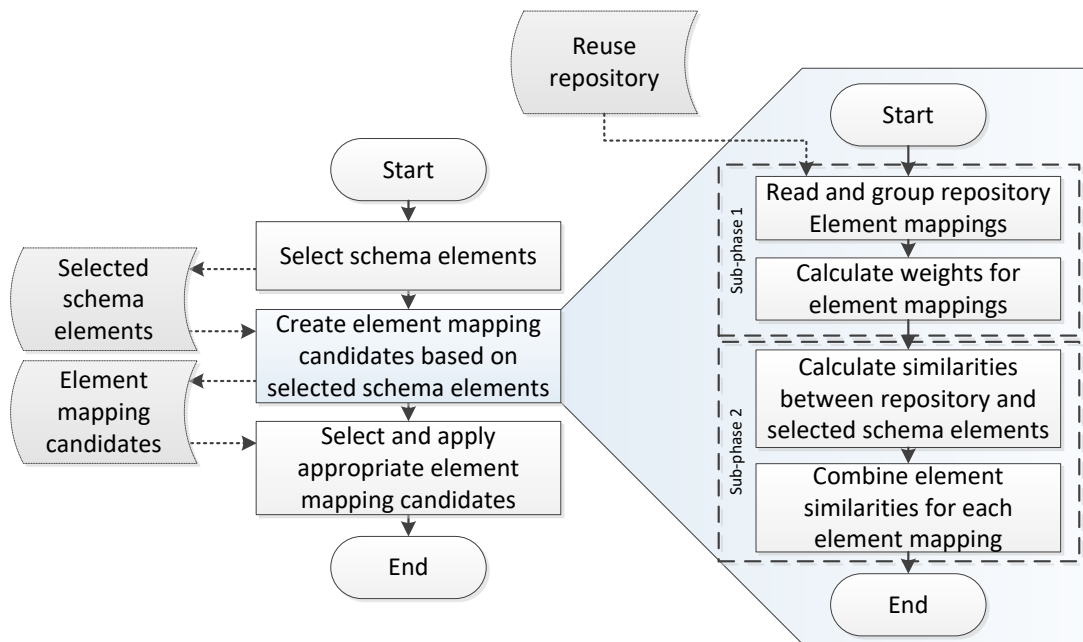 Reuse
repository
Start
Select schema elements
Selected
schema
elements
Create element mapping
candidates based on
selected schema elements
Element
mapping
candidates
Select and apply
appropriate element
mapping candidates
End
Start
Sub-phase 1
Read and group repository
Element mappings
Calculate weights for
element mappings
Sub-phase 2
Calculate similarities
between repository and
selected schema elements
Combine element
similarities for each
element mapping
End